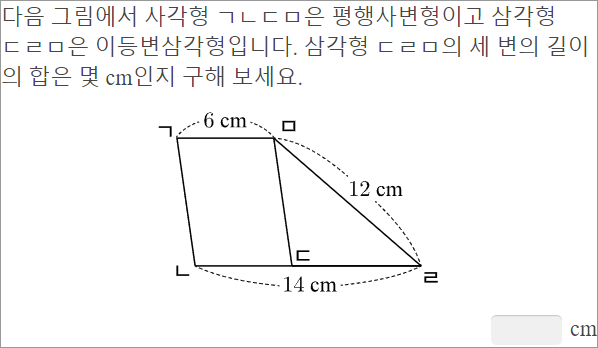 다음 그림에서 사각형 ㄱㄴㄷㅁ은 평행사변형이고 삼각형
ㄷㄹㅁ은 이등변삼각형입니다. 삼각형 ㄷㄹㅁ의 세 변의 길이
의 합은 몇 cm인지 구해 보세요.
6 cm
ㄱ
ㅁ
12 cm
ㄷ
ㄴ
ㄹ
14 cm
cm